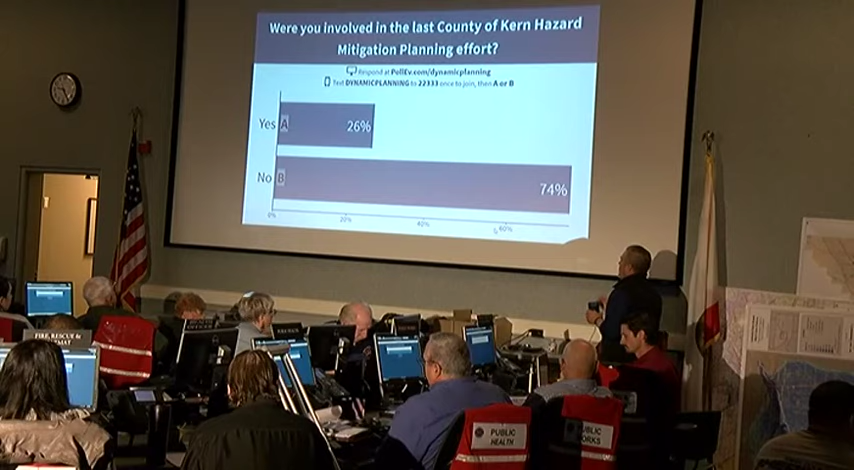 Were you involved in the last County of Kern Hazard
Mitigation Planning effort?
Respond at PollEv.com/dynamicplanning
Text DYNAMICPLANNING to 22333 once to join, then A or B
Yes A 26%
No B 74%
0% 20% 40% 60%
FIRE, RESCUE &
PUBLIC
HEALTH